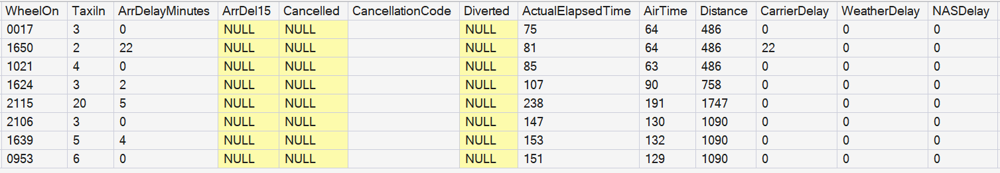 WheelOn TaxiIn ArrDelayMinutes ArrDel15 Cancelled CancellationCode Diverted ActualElapsedTime AirTime Distance CarrierDelay WeatherDelay NASDelay
0017 3 0 NULL NULL NULL 75 64 486 0 0 0
1650 2 22 NULL NULL NULL 81 64 486 22 0 0
1021 4 0 NULL NULL NULL 85 63 486 0 0 0
1624 3 2 NULL NULL NULL 107 90 758 0 0 0
2115 20 5 NULL NULL NULL 238 191 1747 0 0 0
2106 3 0 NULL NULL NULL 147 130 1090 0 0 0
1639 5 4 NULL NULL NULL 153 132 1090 0 0 0
0953 6 0 NULL NULL NULL 151 129 1090 0 0 0